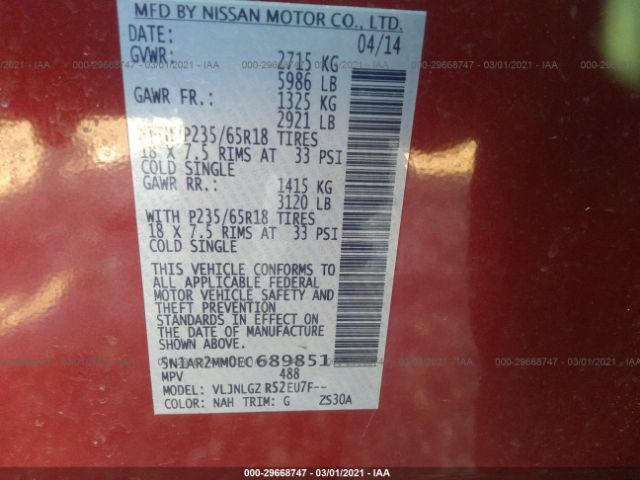 MFD BY NISSAN MOTOR CO., LTD.
DATE: 04/14
GVWR: 2715 KG
5986 LB
GAWR FR.: 1325 KG
2921 LB
WITH P235/65R18 TIRES
18 X 7.5 RIMS AT 33 PSI
COLD SINGLE
GAWR RR.: 1415 KG
3120 LB
WITH P235/65R18 TIRES
18 X 7.5 RIMS AT 33 PSI
COLD SINGLE
THIS VEHICLE CONFORMS TO
ALL APPLICABLE FEDERAL
MOTOR VEHICLE SAFETY AND
THEFT PREVENTION
STANDARDS IN EFFECT ON
THE DATE OF MANUFACTURE
SHOWN ABOVE.
5N1AR2MM0EC689851
MPV 488
MODEL: VLJNLGZ RS2EU7F--
COLOR: NAH TRIM: G ZS30A
000-29668747 - 03/01/2021 - IAA